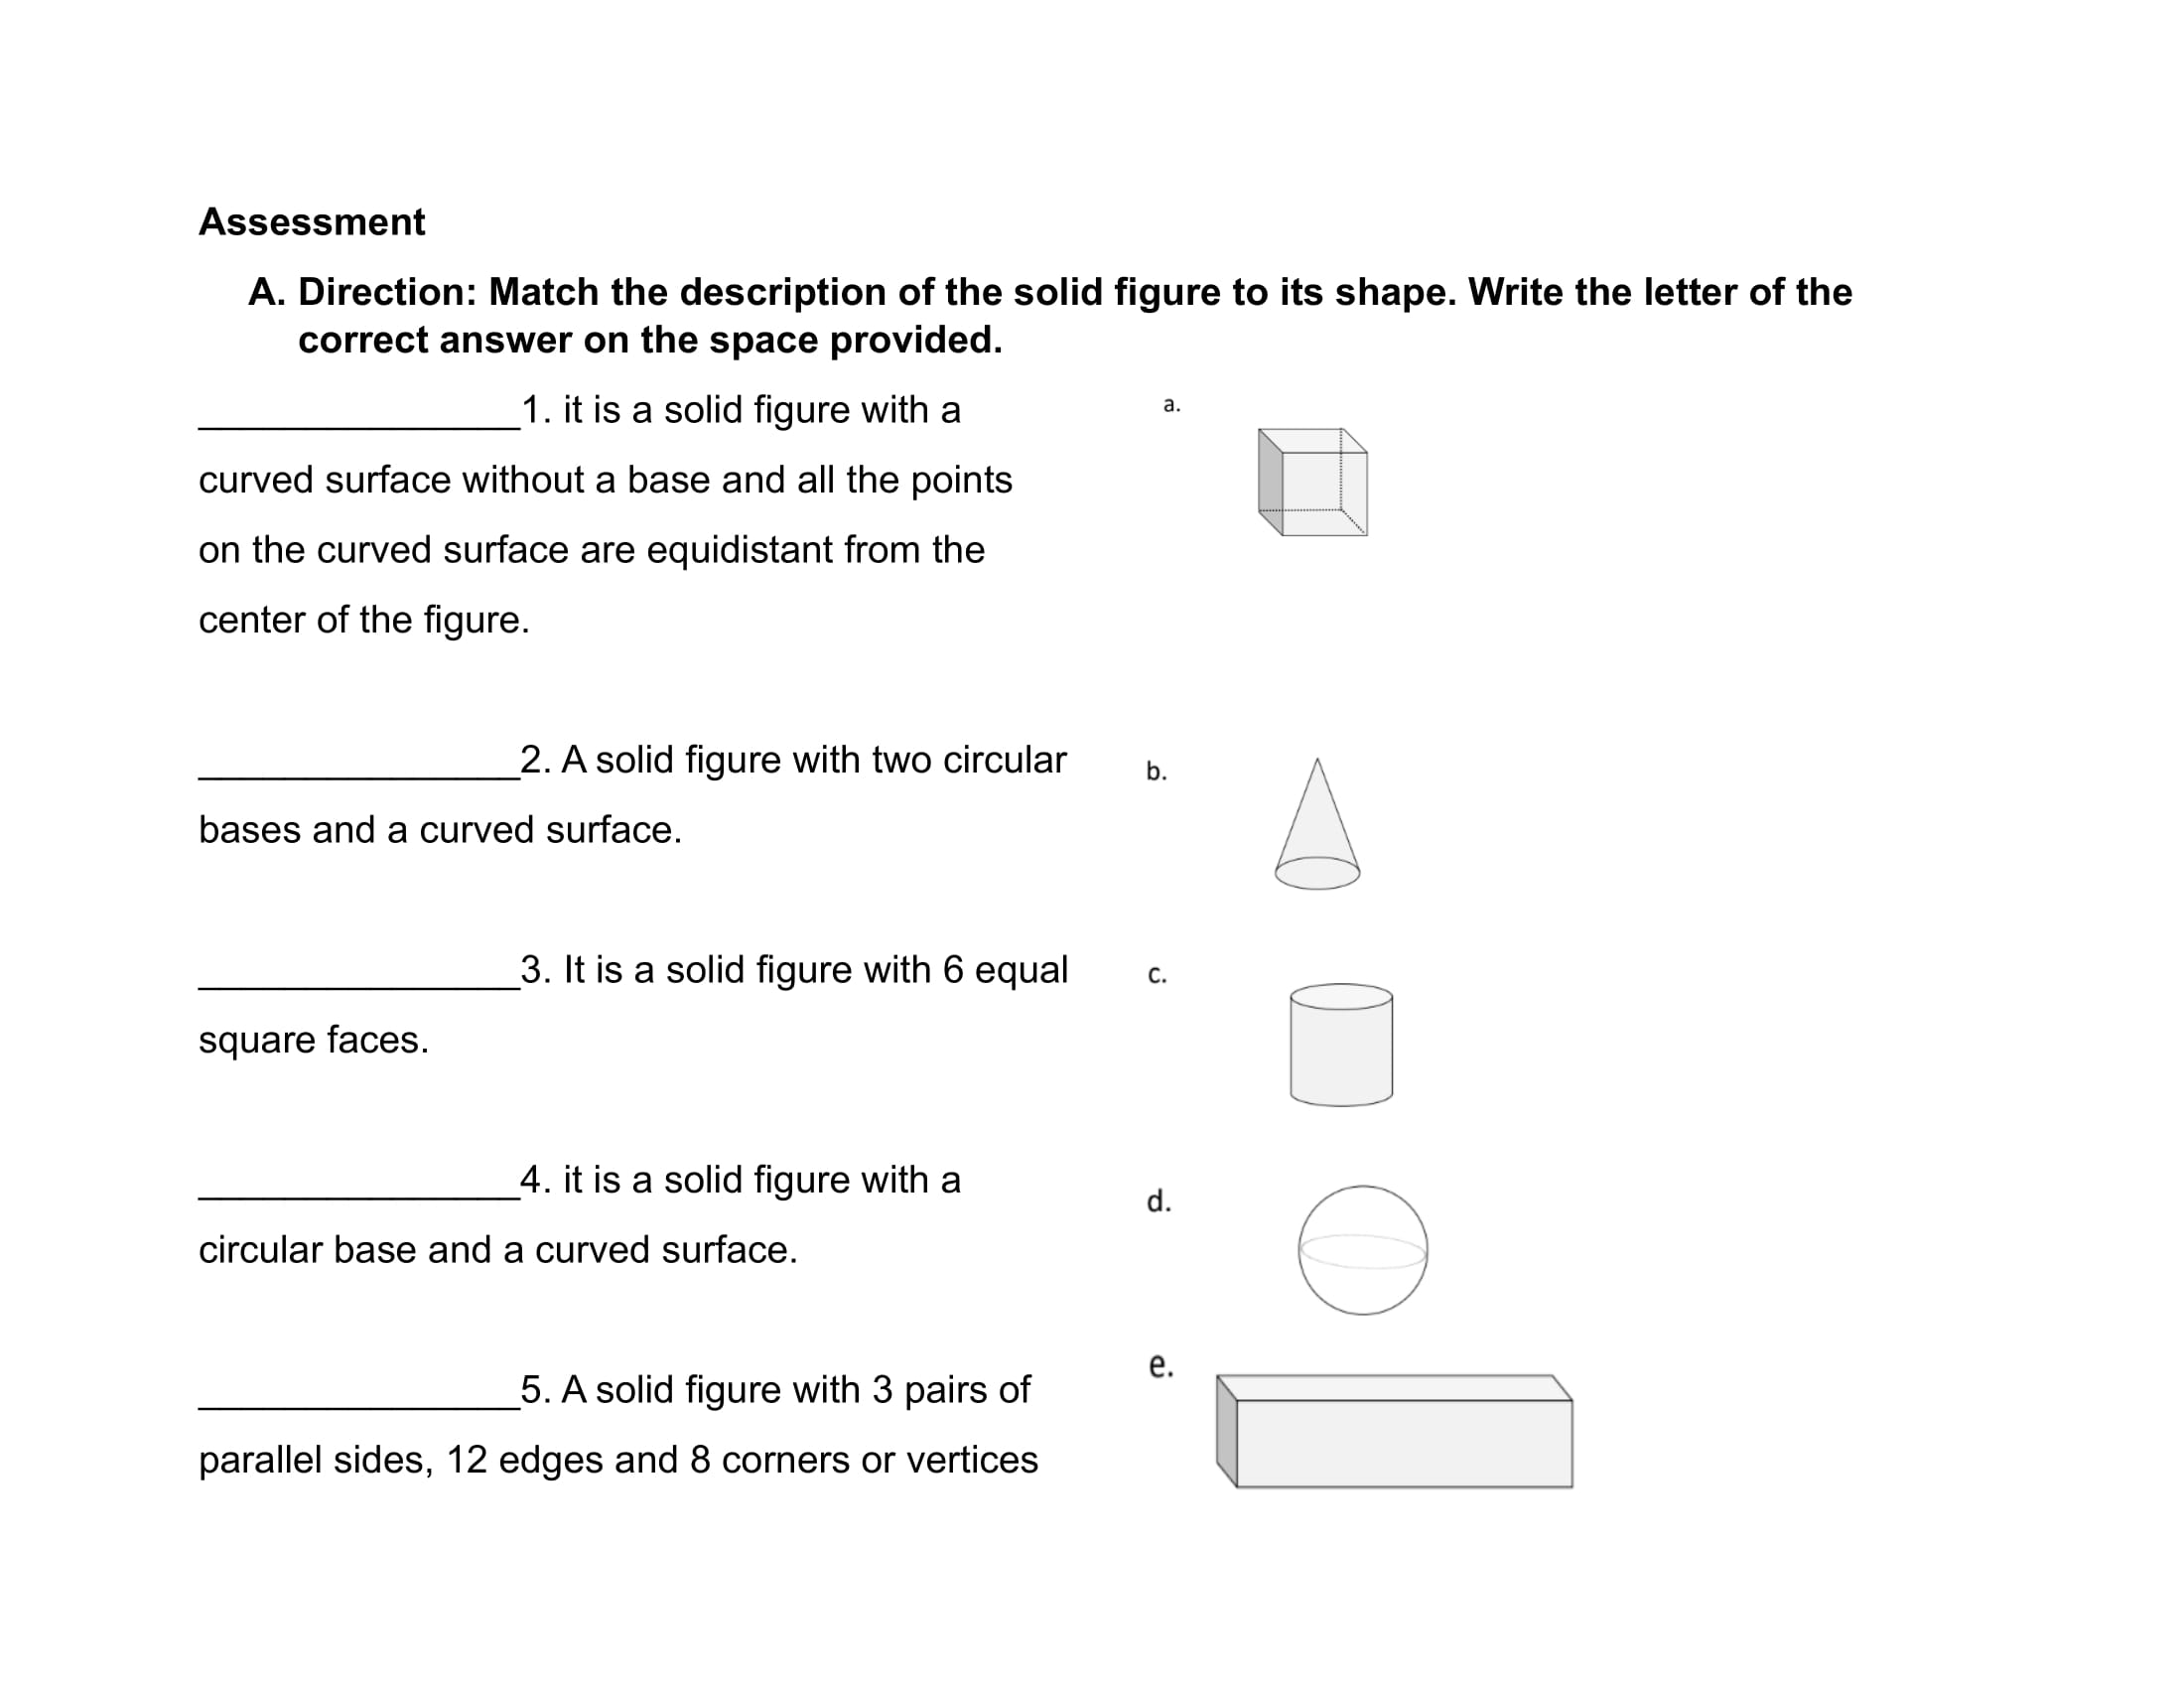 Assessment
A. Direction: Match the description of the solid figure to its shape. Write the letter of the
correct answer on the space provided.
_______________1. it is a solid figure with a
a.
curved surface without a base and all the points
on the curved surface are equidistant from the
center of the figure.
_______________2. A solid figure with two circular
b.
bases and a curved surface.
_______________3. It is a solid figure with 6 equal
c.
square faces.
_______________4. it is a solid figure with a
d.
circular base and a curved surface.
_______________5. A solid figure with 3 pairs of
e.
parallel sides, 12 edges and 8 corners or vertices